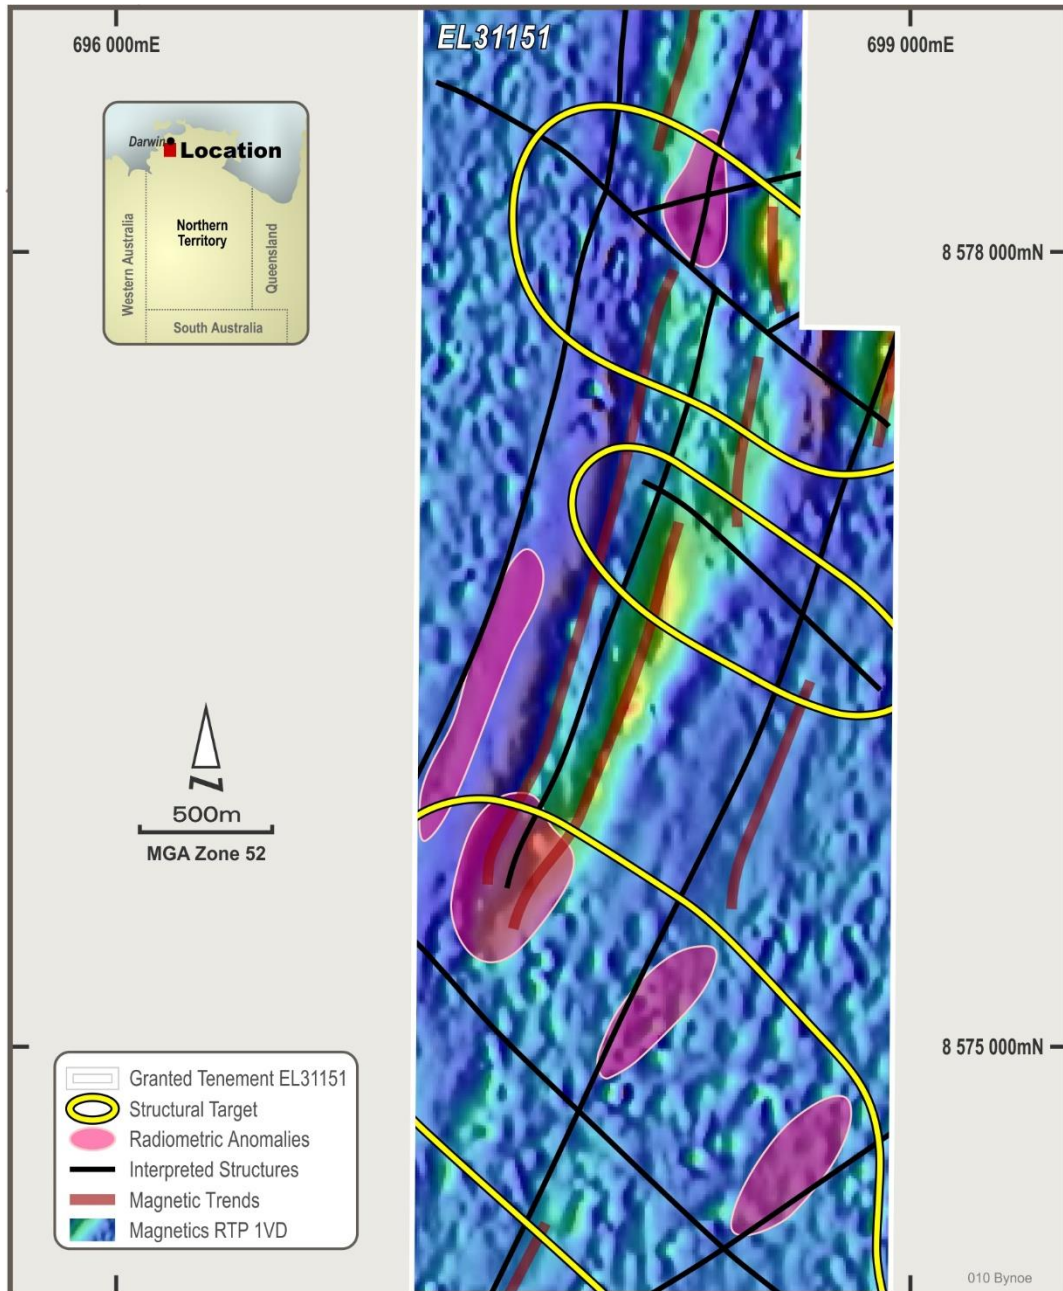 696 000mE
EL31151
699 000mE
Darwin
Location
Western Australia
Northern
Territory
Queensland
South Australia
8 578 000mN
N
500m
MGA Zone 52
8 575 000mN
Granted Tenement EL31151
Structural Target
Radiometric Anomalies
Interpreted Structures
Magnetic Trends
Magnetics RTP 1VD
010 Bynoe